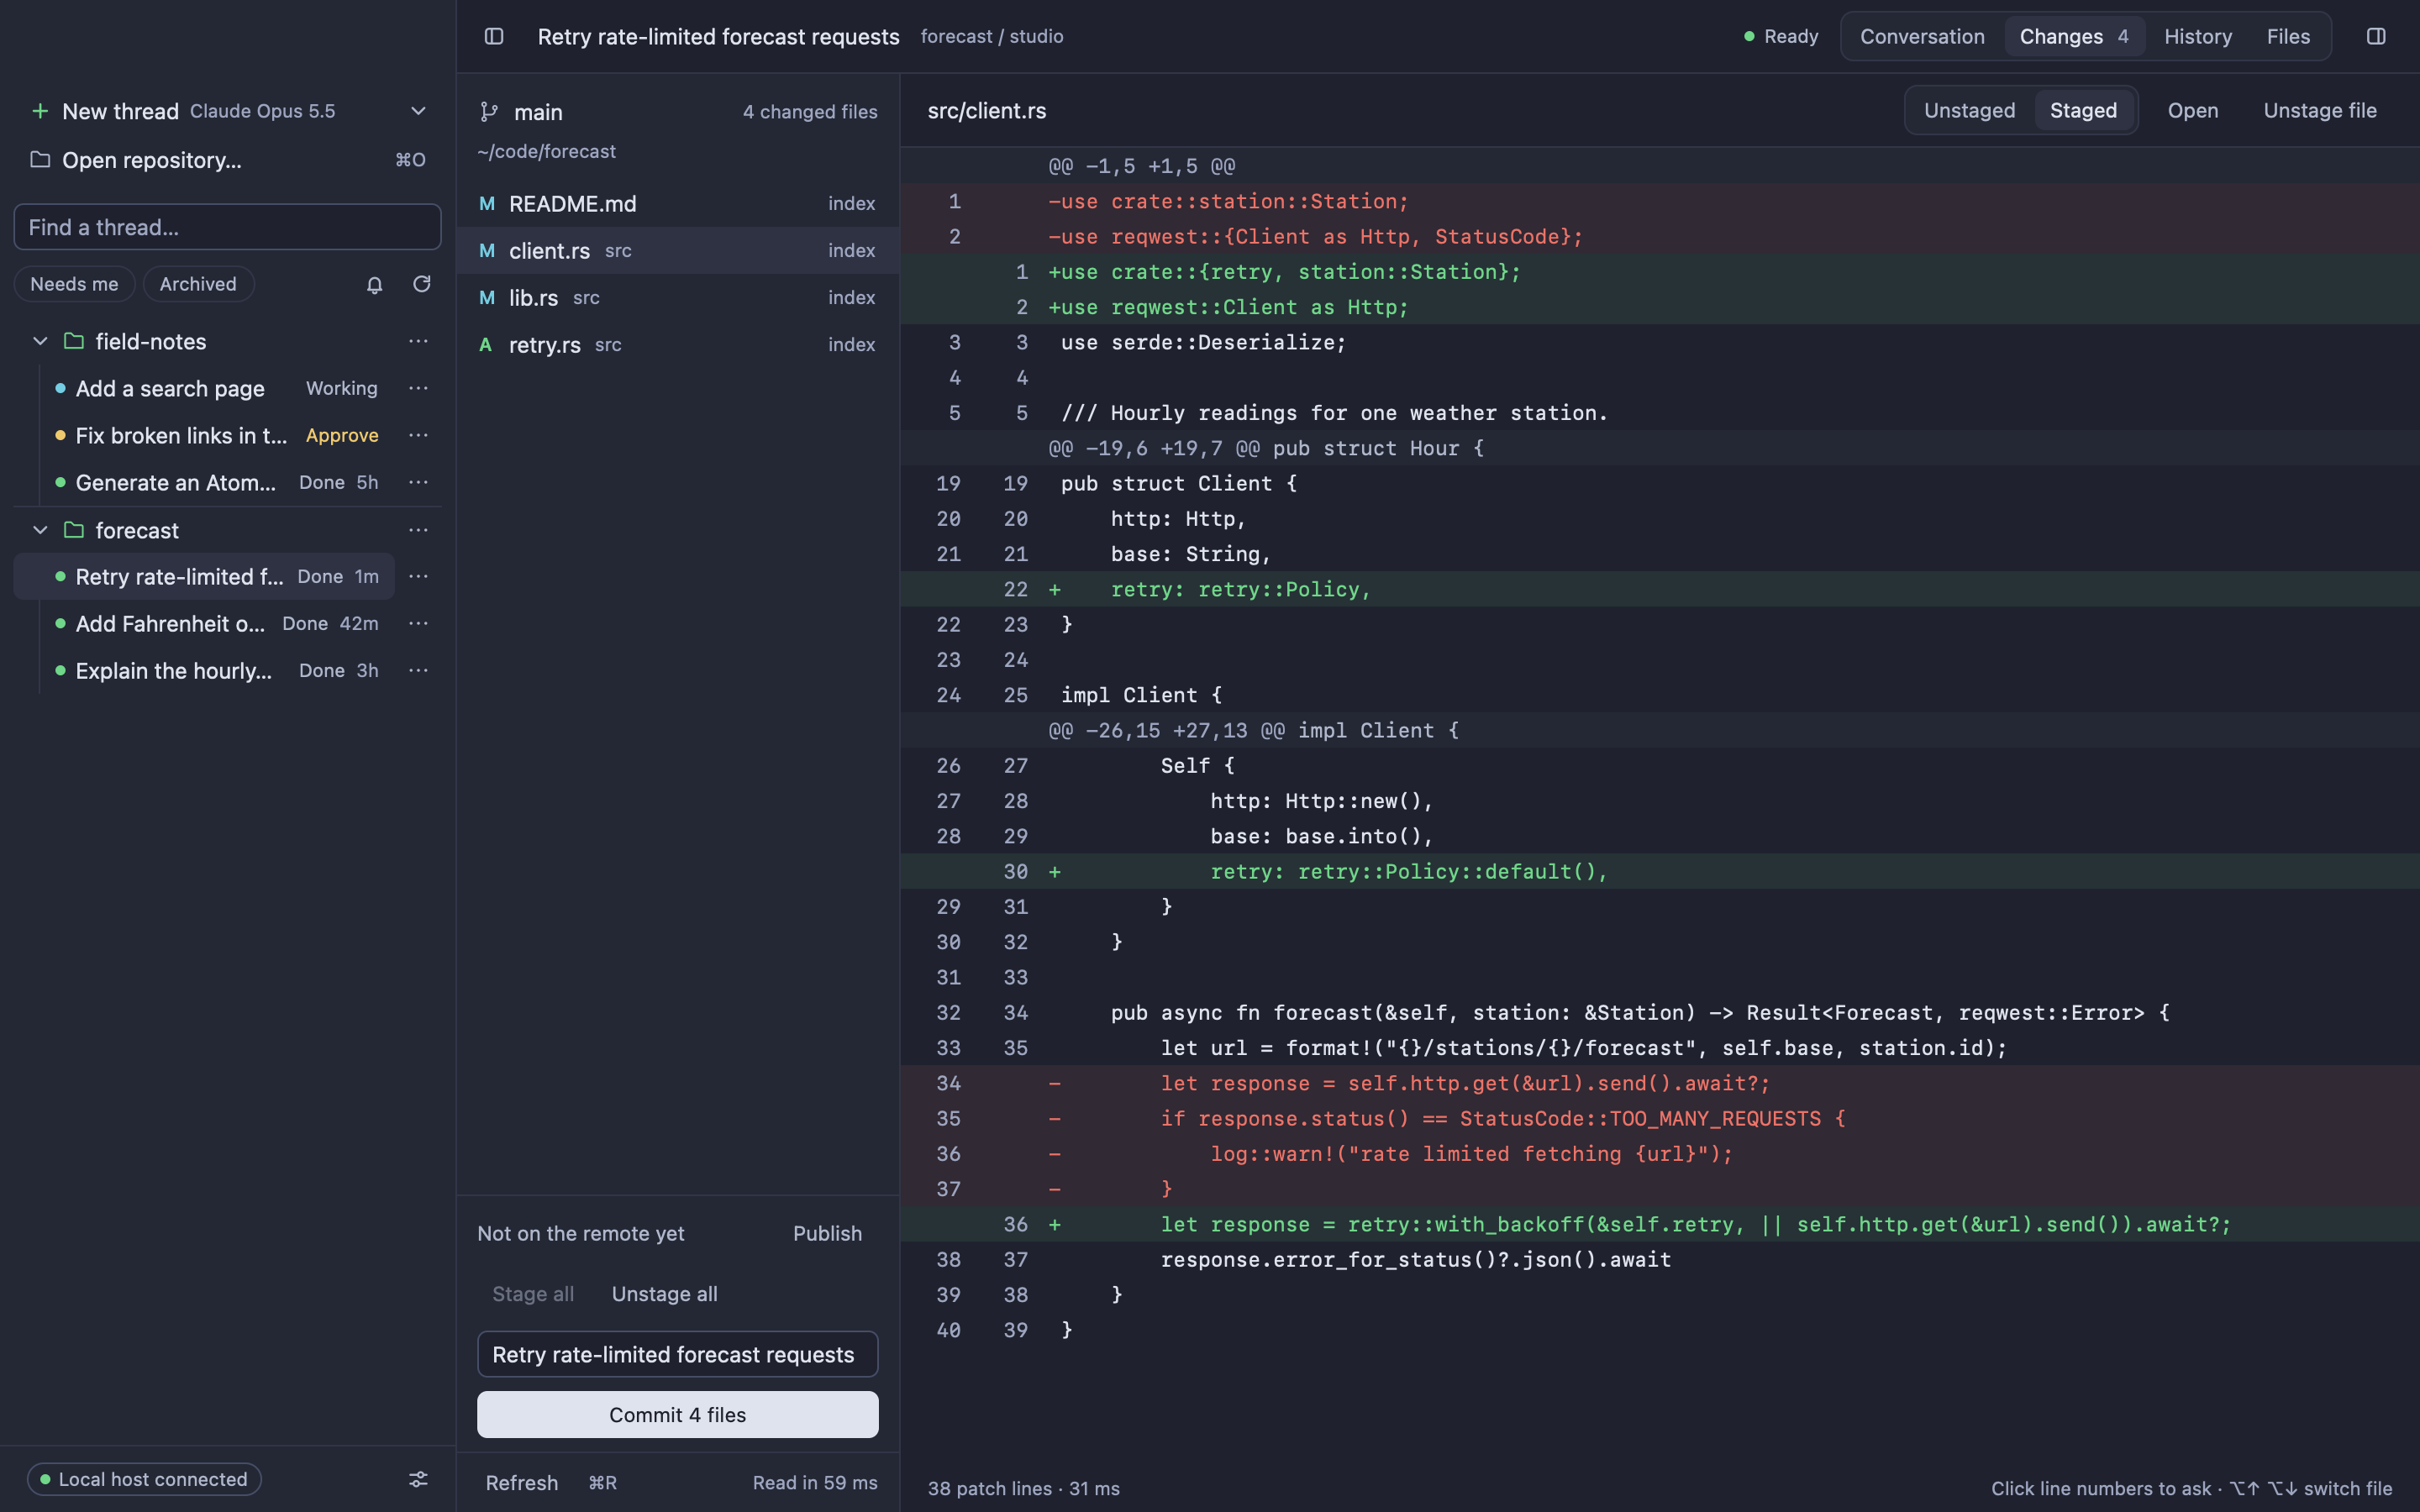 New thread Claude Opus 5.5
Open repository... ⌘O
Find a thread...
Needs me Archived
field-notes
Add a search page Working
Fix broken links in t... Approve
Generate an Atom... Done 5h
forecast
Retry rate-limited f... Done 1m
Add Fahrenheit o... Done 42m
Explain the hourly... Done 3h
Local host connected
Retry rate-limited forecast requests forecast / studio
Ready Conversation Changes 4 History Files
main 4 changed files
~/code/forecast
M README.md index
M client.rs src index
M lib.rs src index
A retry.rs src index
Not on the remote yet Publish
Stage all Unstage all
Retry rate-limited forecast requests
Commit 4 files
Refresh ⌘R Read in 59 ms
src/client.rs Unstaged Staged Open Unstage file
@@ -1,5 +1,5 @@
1 -use crate::station::Station;
2 -use reqwest::{Client as Http, StatusCode};
1 +use crate::{retry, station::Station};
2 +use reqwest::Client as Http;
3 3 use serde::Deserialize;
4 4
5 5 /// Hourly readings for one weather station.
@@ -19,6 +19,7 @@ pub struct Hour {
19 19 pub struct Client {
20 20 http: Http,
21 21 base: String,
22 + retry: retry::Policy,
22 23 }
23 24
24 25 impl Client {
@@ -26,15 +27,13 @@ impl Client {
26 27 Self {
27 28 http: Http::new(),
28 29 base: base.into(),
30 + retry: retry::Policy::default(),
29 31 }
30 32 }
31 33
32 34 pub async fn forecast(&self, station: &Station) -> Result<Forecast, reqwest::Error> {
33 35 let url = format!("{}/stations/{}/forecast", self.base, station.id);
34 - let response = self.http.get(&url).send().await?;
35 - if response.status() == StatusCode::TOO_MANY_REQUESTS {
36 - log::warn!("rate limited fetching {url}");
37 - }
36 + let response = retry::with_backoff(&self.retry, || self.http.get(&url).send()).await?;
38 37 response.error_for_status()?.json().await
39 38 }
40 39 }
38 patch lines · 31 ms Click line numbers to ask · ⌥↑ ⌥↓ switch file